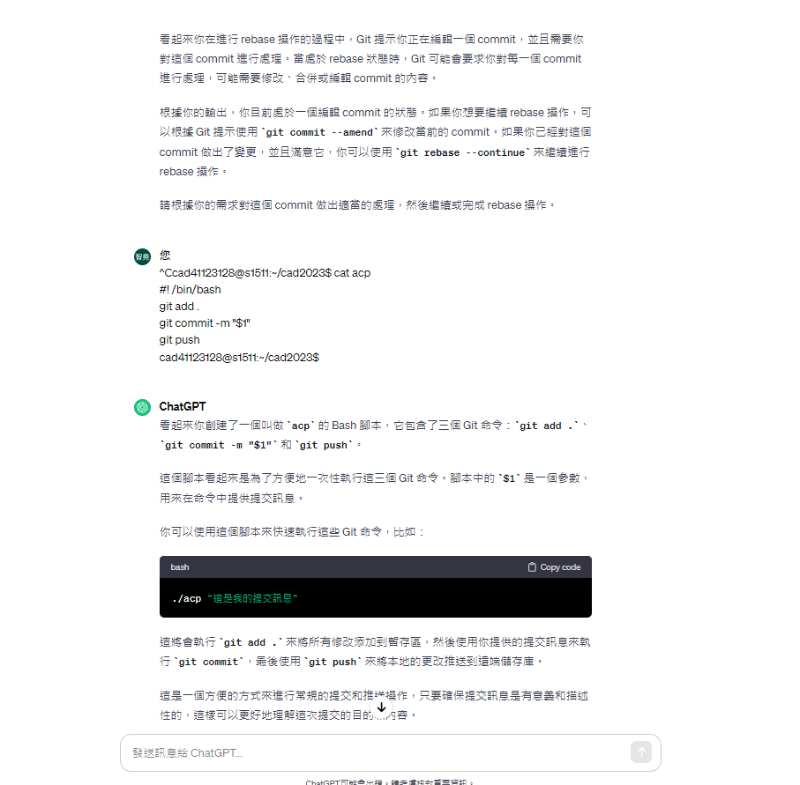 看起來你在進行 rebase 操作的過程中，Git 提示你正在編輯一個 commit，並且需要你
對這個 commit 進行處理。當處於 rebase 狀態時，Git 可能會要求你對每一個 commit
進行處理，可能需要修改、合併或編輯 commit 的內容。
根據你的輸出，你目前處於一個編輯 commit 的狀態。如果你想要繼續 rebase 操作，可
以根據 Git 提示使用 `git commit --amend` 來修改當前的 commit。如果你已經對這個
commit 做出了變更，並且滿意它，你可以使用 `git rebase --continue` 來繼續進行
rebase 操作。
請根據你的需求對這個 commit 做出適當的處理，然後繼續或完成 rebase 操作。
您
^Ccad41123128@s1511:~/cad2023$ cat acp
#! /bin/bash
git add .
git commit -m "$1"
git push
cad41123128@s1511:~/cad2023$
ChatGPT
看起來你創建了一個叫做 `acp` 的 Bash 腳本，它包含了三個 Git 命令：`git add .`、
`git commit -m "$1"` 和 `git push`。
這個腳本看起來是為了方便地一次性執行這三個 Git 命令。腳本中的 `$1` 是一個參數，
用來在命令中提供提交訊息。
你可以使用這個腳本來快速執行這些 Git 命令，比如：
bash Copy code
./acp "這是我的提交訊息"
這將會執行 `git add .` 來將所有修改添加到暫存區，然後使用你提供的提交訊息來執
行 `git commit`，最後使用 `git push` 來將本地的更改推送到遠端儲存庫。
這是一個方便的方式來進行常規的提交和推送操作，只要確保提交訊息是有意義和描述
性的，這樣可以更好地理解這次提交的目的內容。
發送訊息給 ChatGPT...